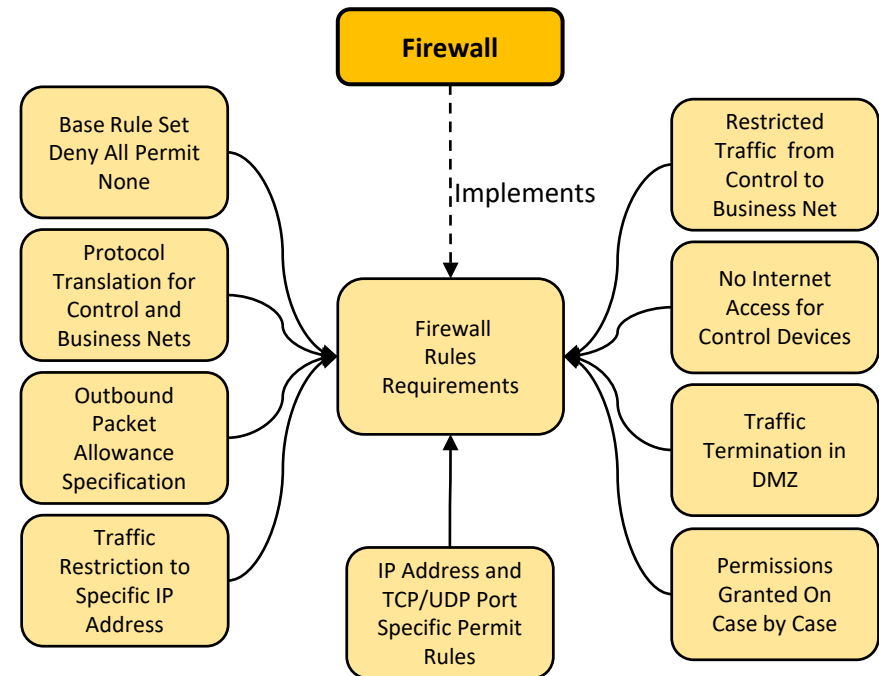 Firewall
Implements
Base Rule Set
Deny All Permit
None
Protocol
Translation for
Control and
Business Nets
Outbound
Packet
Allowance
Specification
Traffic
Restriction to
Specific IP
Address
Firewall
Rules
Requirements
IP Address and
TCP/UDP Port
Specific Permit
Rules
Restricted
Traffic from
Control to
Business Net
No Internet
Access for
Control Devices
Traffic
Termination in
DMZ
Permissions
Granted On
Case by Case